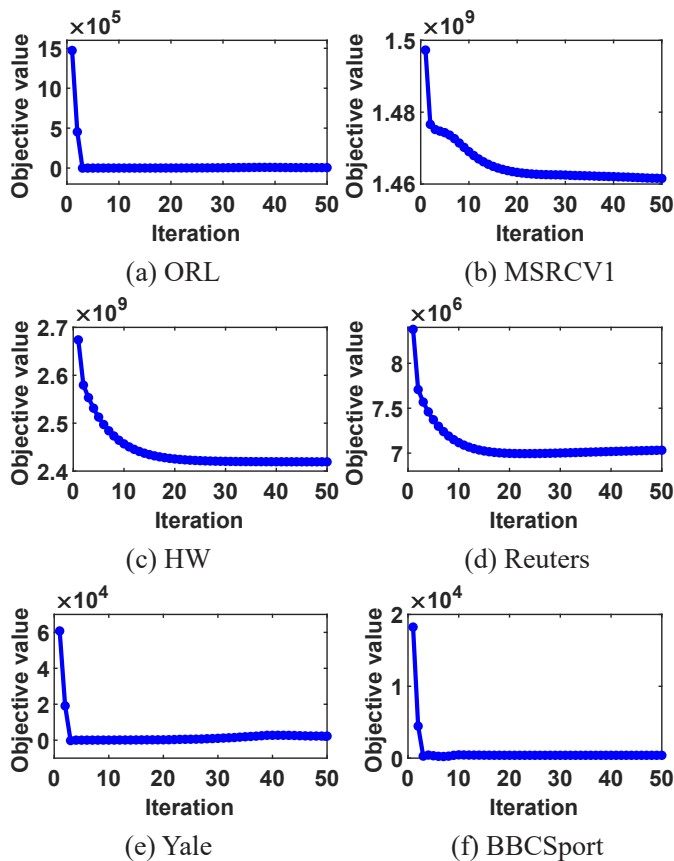 ×10^5
Objective value
15
10
5
0
0 10 20 30 40 50
Iteration
(a) ORL
×10^9
Objective value
1.5
1.48
1.46
0 10 20 30 40 50
Iteration
(b) MSRCV1
×10^9
Objective value
2.7
2.6
2.5
2.4
0 10 20 30 40 50
Iteration
(c) HW
×10^6
Objective value
8
7.5
7
0 10 20 30 40 50
Iteration
(d) Reuters
×10^4
Objective value
6
4
2
0
0 10 20 30 40 50
Iteration
(e) Yale
×10^4
Objective value
2
1
0
0 10 20 30 40 50
Iteration
(f) BBCSport